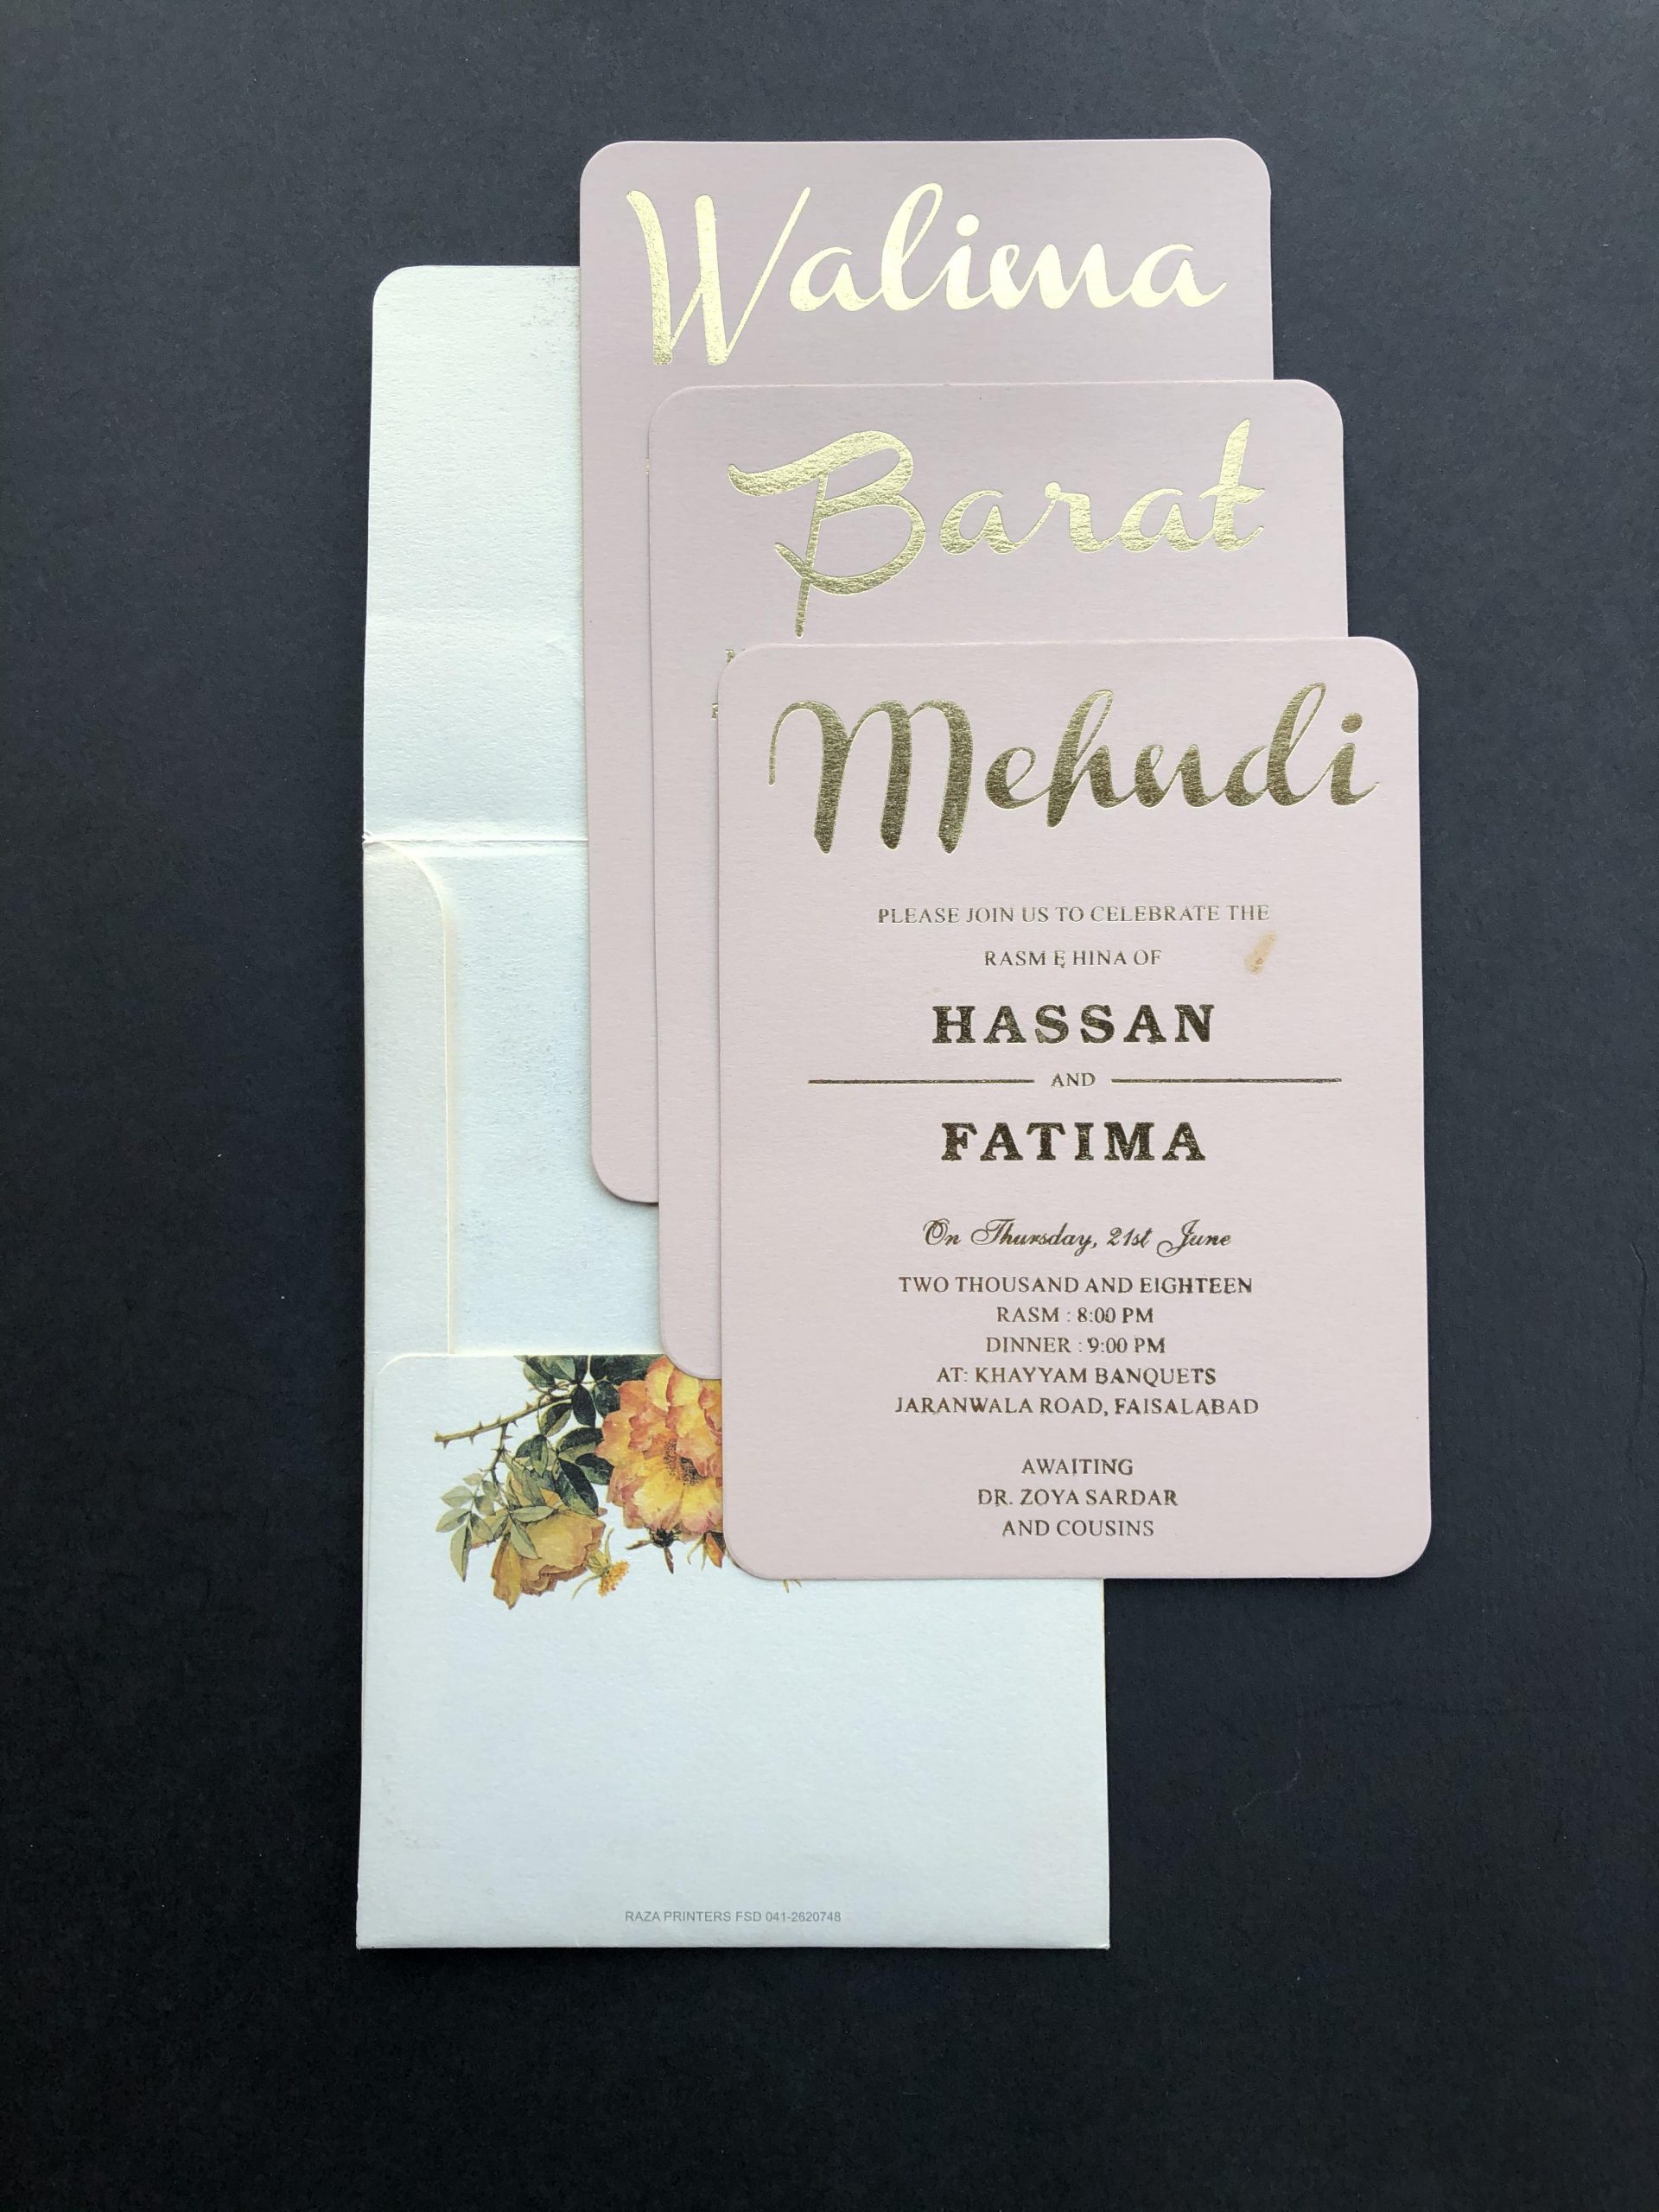 Walima
Barat
Mehndi
PLEASE JOIN US TO CELEBRATE THE
RASM E HINA OF
HASSAN
AND
FATIMA
On Thursday, 21st June
TWO THOUSAND AND EIGHTEEN
RASM : 8:00 PM
DINNER : 9:00 PM
AT: KHAYYAM BANQUETS
JARANWALA ROAD, FAISALABAD
AWAITING
DR. ZOYA SARDAR
AND COUSINS
RAZA PRINTERS FSD 041-2620748